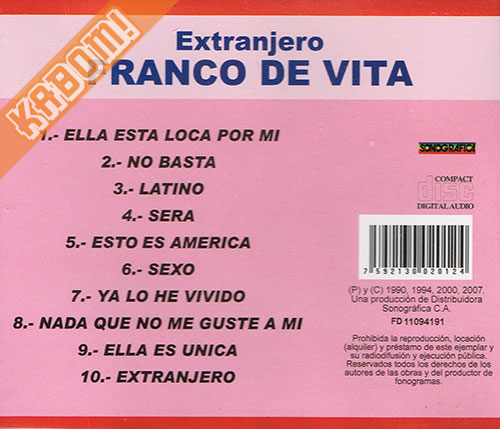 KABOM!
Extranjero
FRANCO DE VITA
1.- ELLA ESTA LOCA POR MI
2.- NO BASTA
3.- LATINO
4.- SERA
5.- ESTO ES AMERICA
6.- SEXO
7.- YA LO HE VIVIDO
8.- NADA QUE NO ME GUSTE A MI
9.- ELLA ES UNICA
10.- EXTRANJERO
SONOGRAFICA
COMPACT
disc
DIGITAL AUDIO
7592130020124
(P) y (C) 1990, 1994, 2000, 2007.
Una producción de Distribuidora
Sonográfica C.A.
FD 11094191
Prohibida la reproducción, locación
(alquiler) y préstamo de este ejemplar y
su radiodifusión y ejecución pública.
Reservados todos los derechos de los
autores de las obras y del productor de
fonogramas.